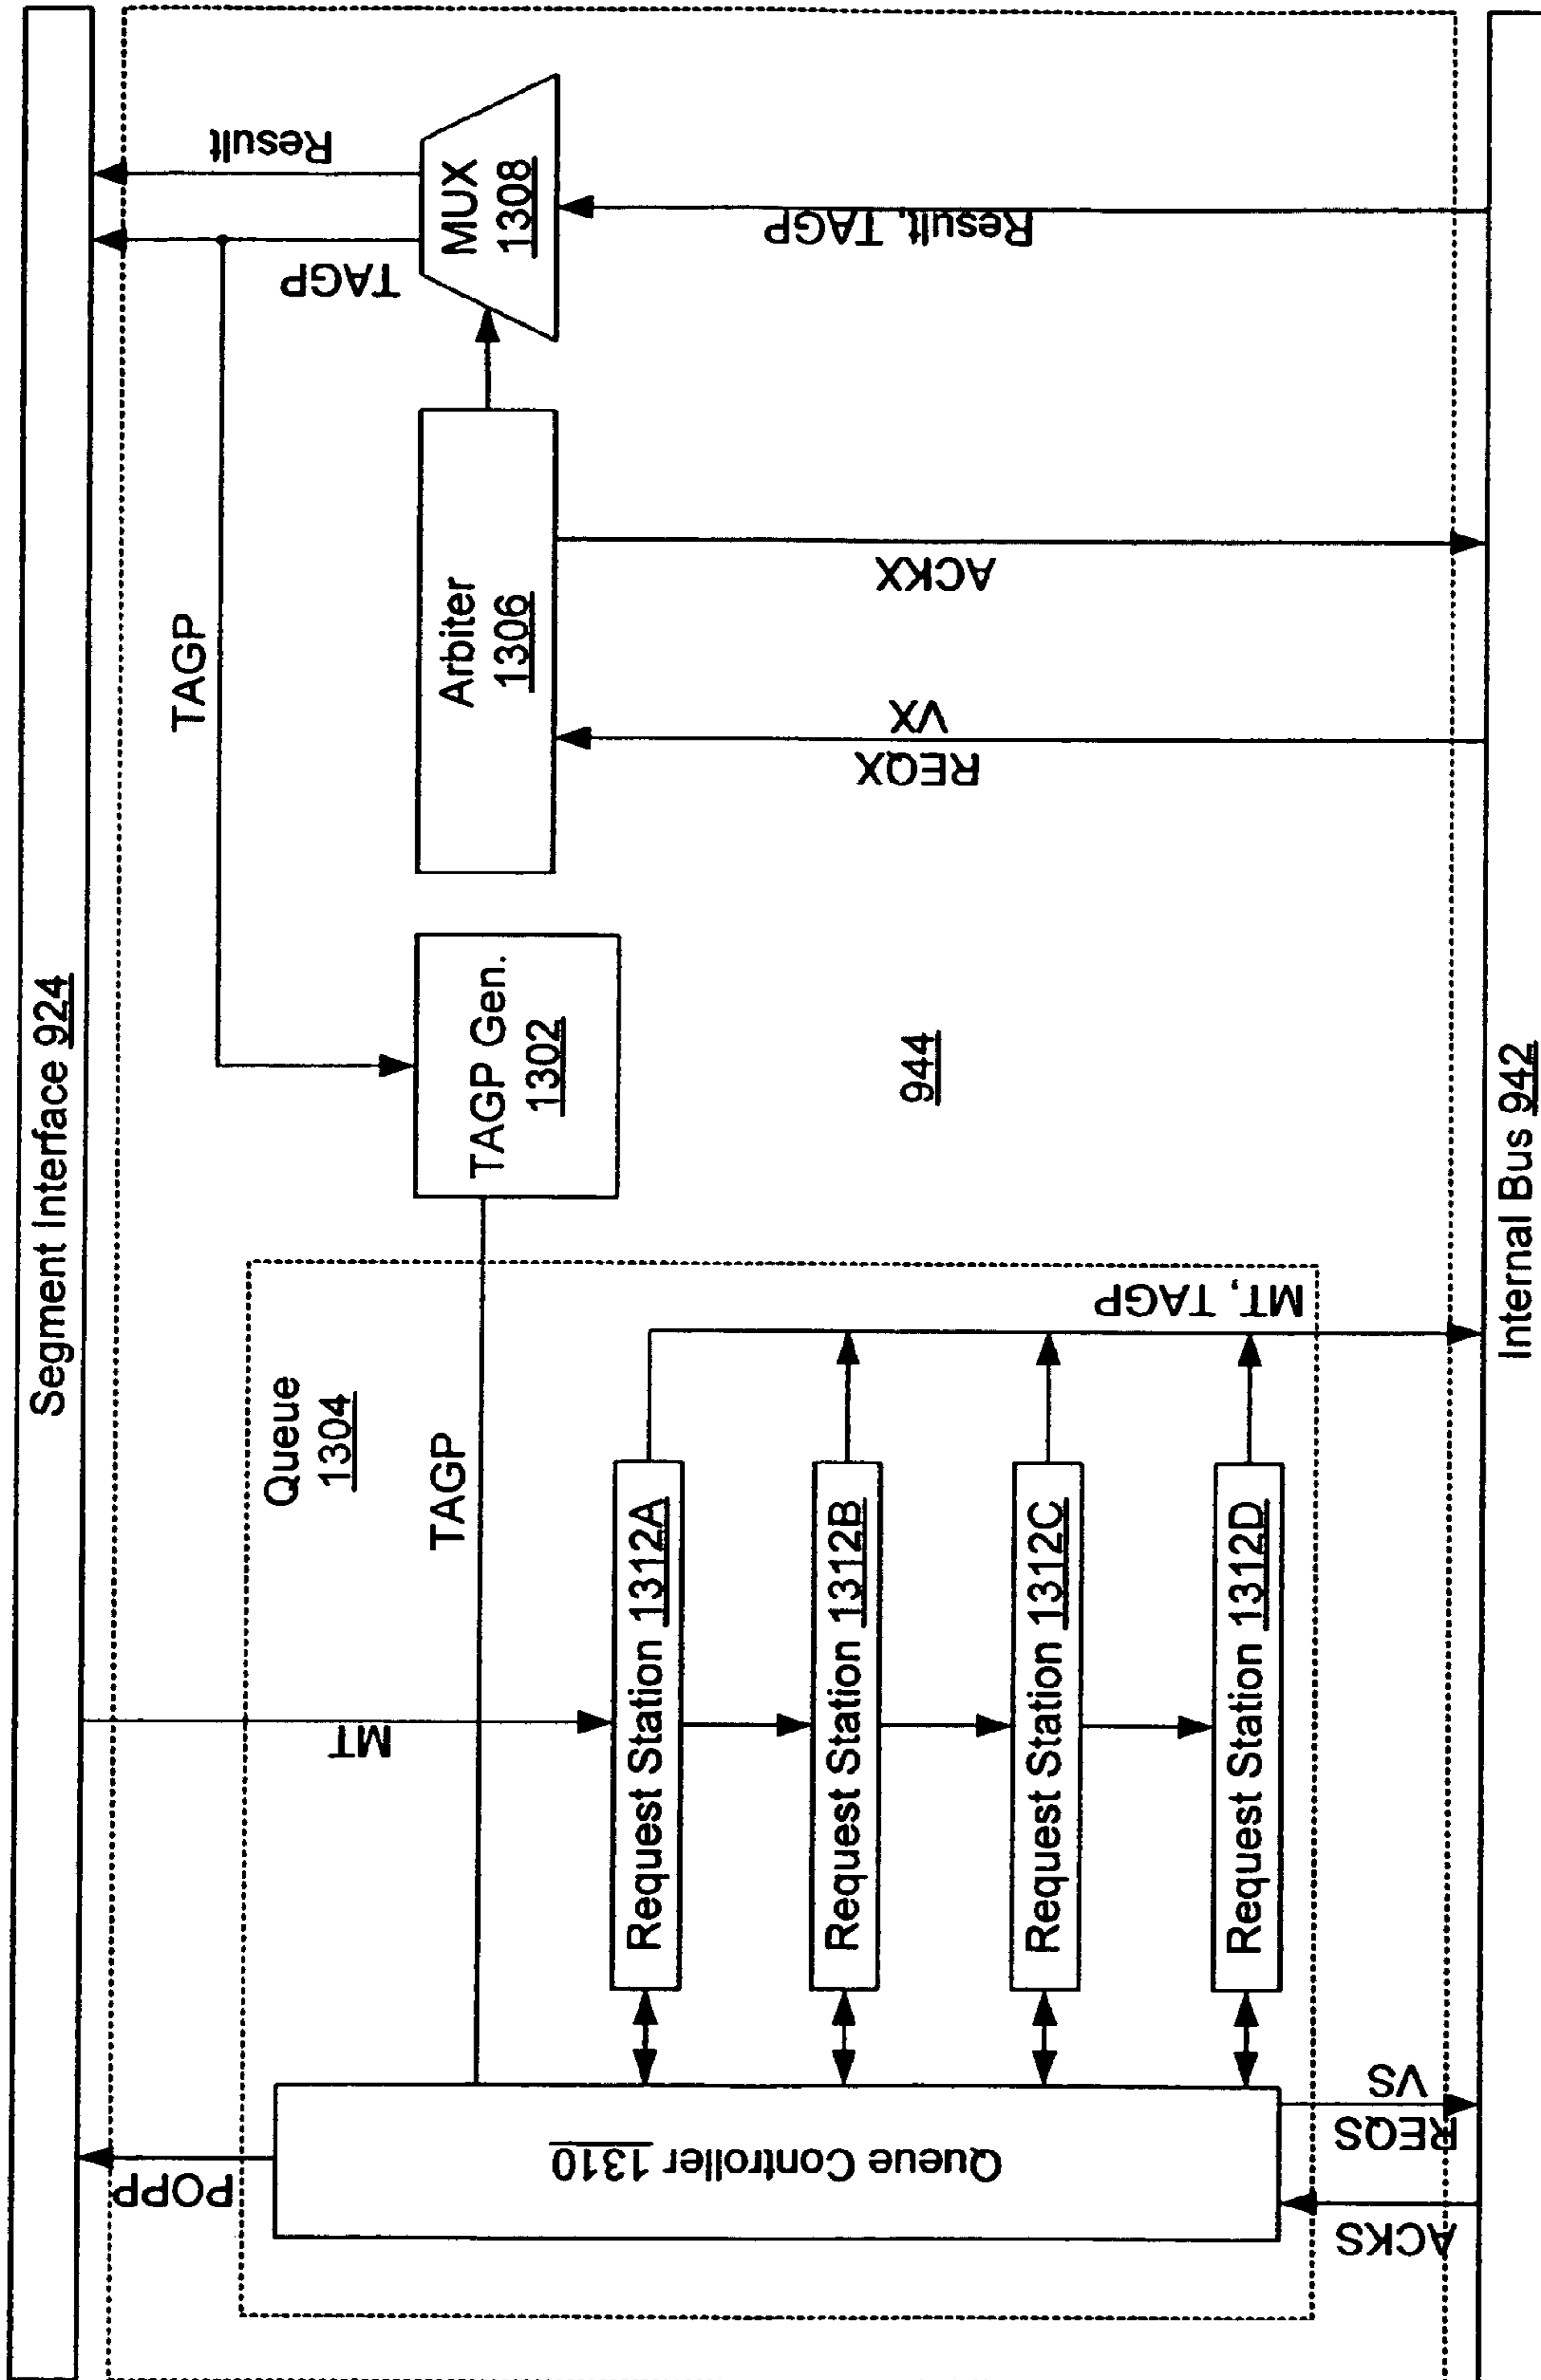 Segment Interface 924
POPP
MT
Queue
1304
TAGP
TAGP
TAGP
Result
Queue Controller 1310
Request Station 1312A
Request Station 1312B
Request Station 1312C
Request Station 1312D
MT, TAGP
TAGP Gen.
1302
Arbiter
1306
MUX
1308
944
ACKS
REQS
VS
REQX
VX
ACKX
Result, TAGP
Internal Bus 942